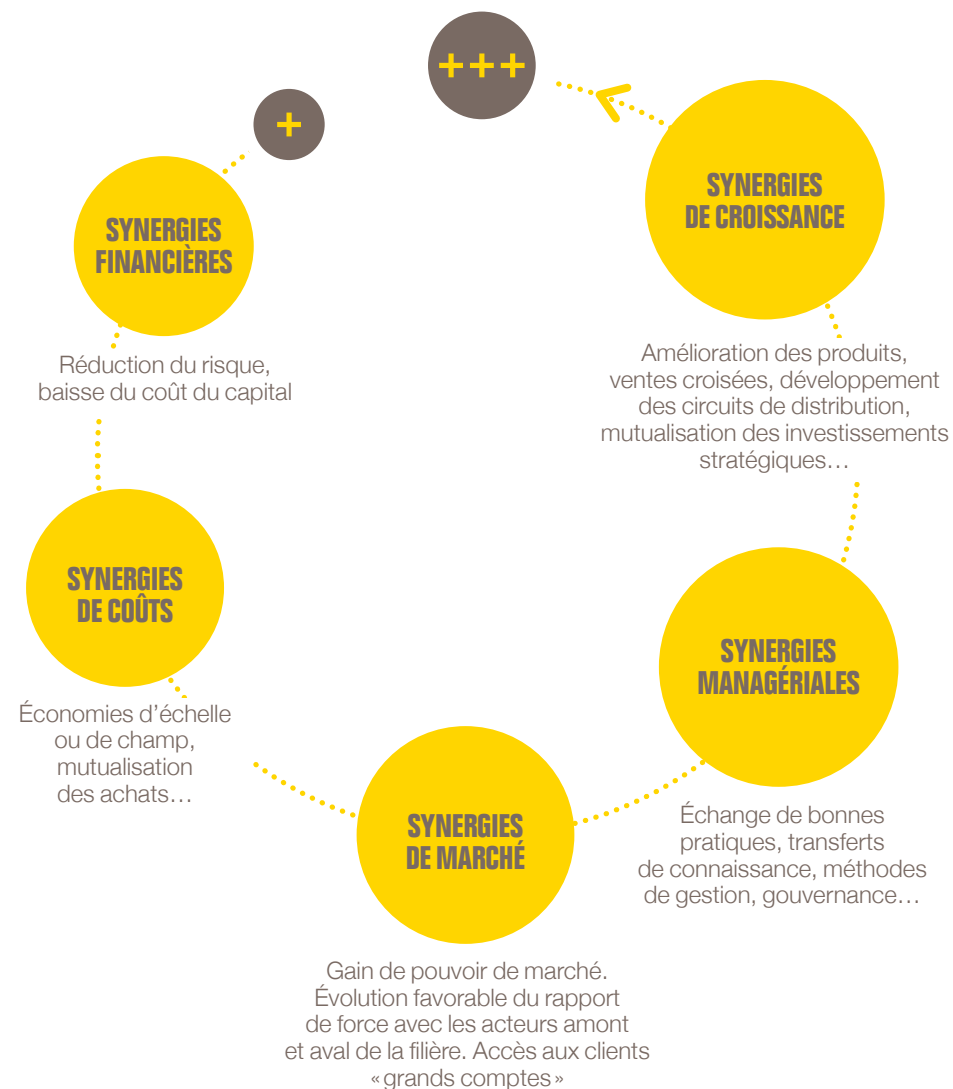 +
SYNERGIES
FINANCIÈRES
Réduction du risque,
baisse du coût du capital
SYNERGIES
DE COÛTS
Économies d’échelle
ou de champ,
mutualisation
des achats…
SYNERGIES
DE MARCHÉ
Gain de pouvoir de marché.
Évolution favorable du rapport
de force avec les acteurs amont
et aval de la filière. Accès aux clients
«grands comptes»
SYNERGIES
MANAGÉRIALES
Échange de bonnes
pratiques, transferts
de connaissance, méthodes
de gestion, gouvernance…
SYNERGIES
DE CROISSANCE
Amélioration des produits,
ventes croisées, développement
des circuits de distribution,
mutualisation des investissements
stratégiques…
+++